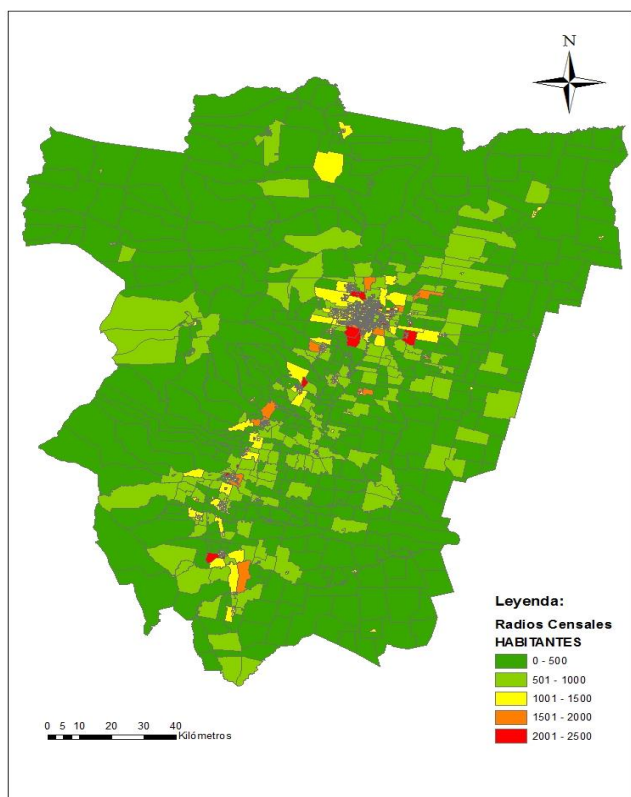 N
Leyenda:
Radios Censales
HABITANTES
0 - 500
501 - 1000
1001 - 1500
1501 - 2000
2001 - 2500
0 5 10 20 30 40
Kilómetros